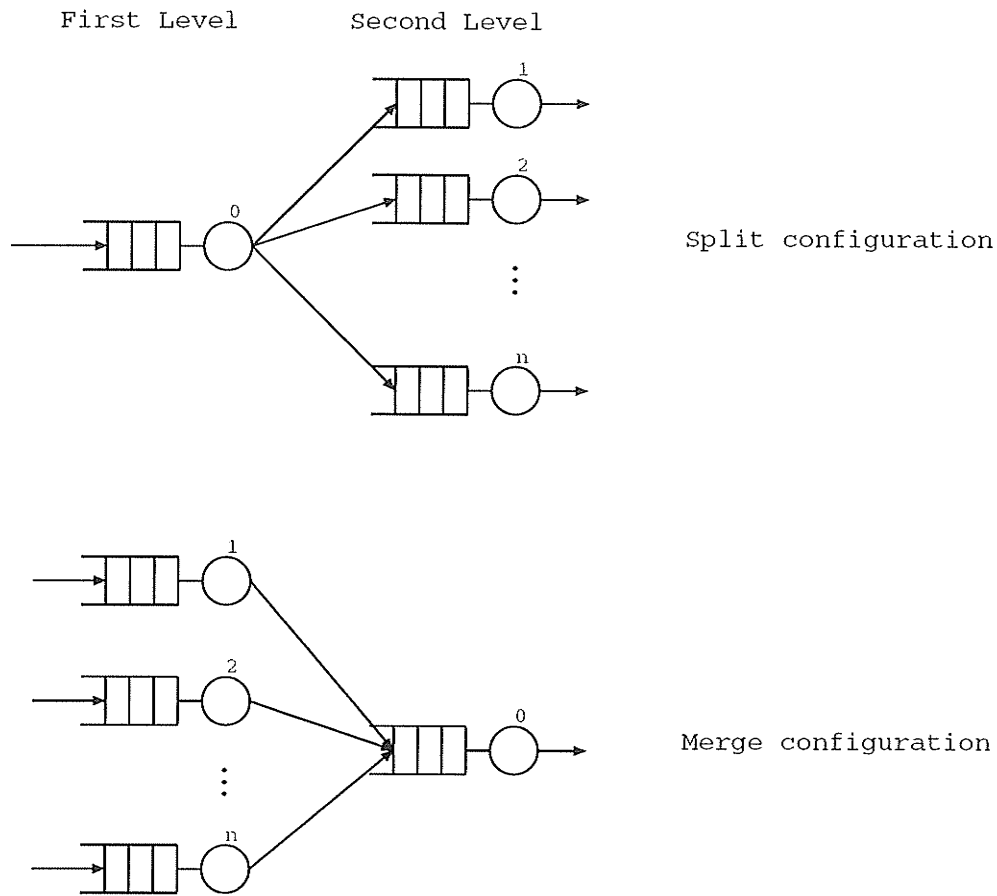 First Level Second Level
1
2
0
Split configuration
...
n
1
2
0
Merge configuration
...
n